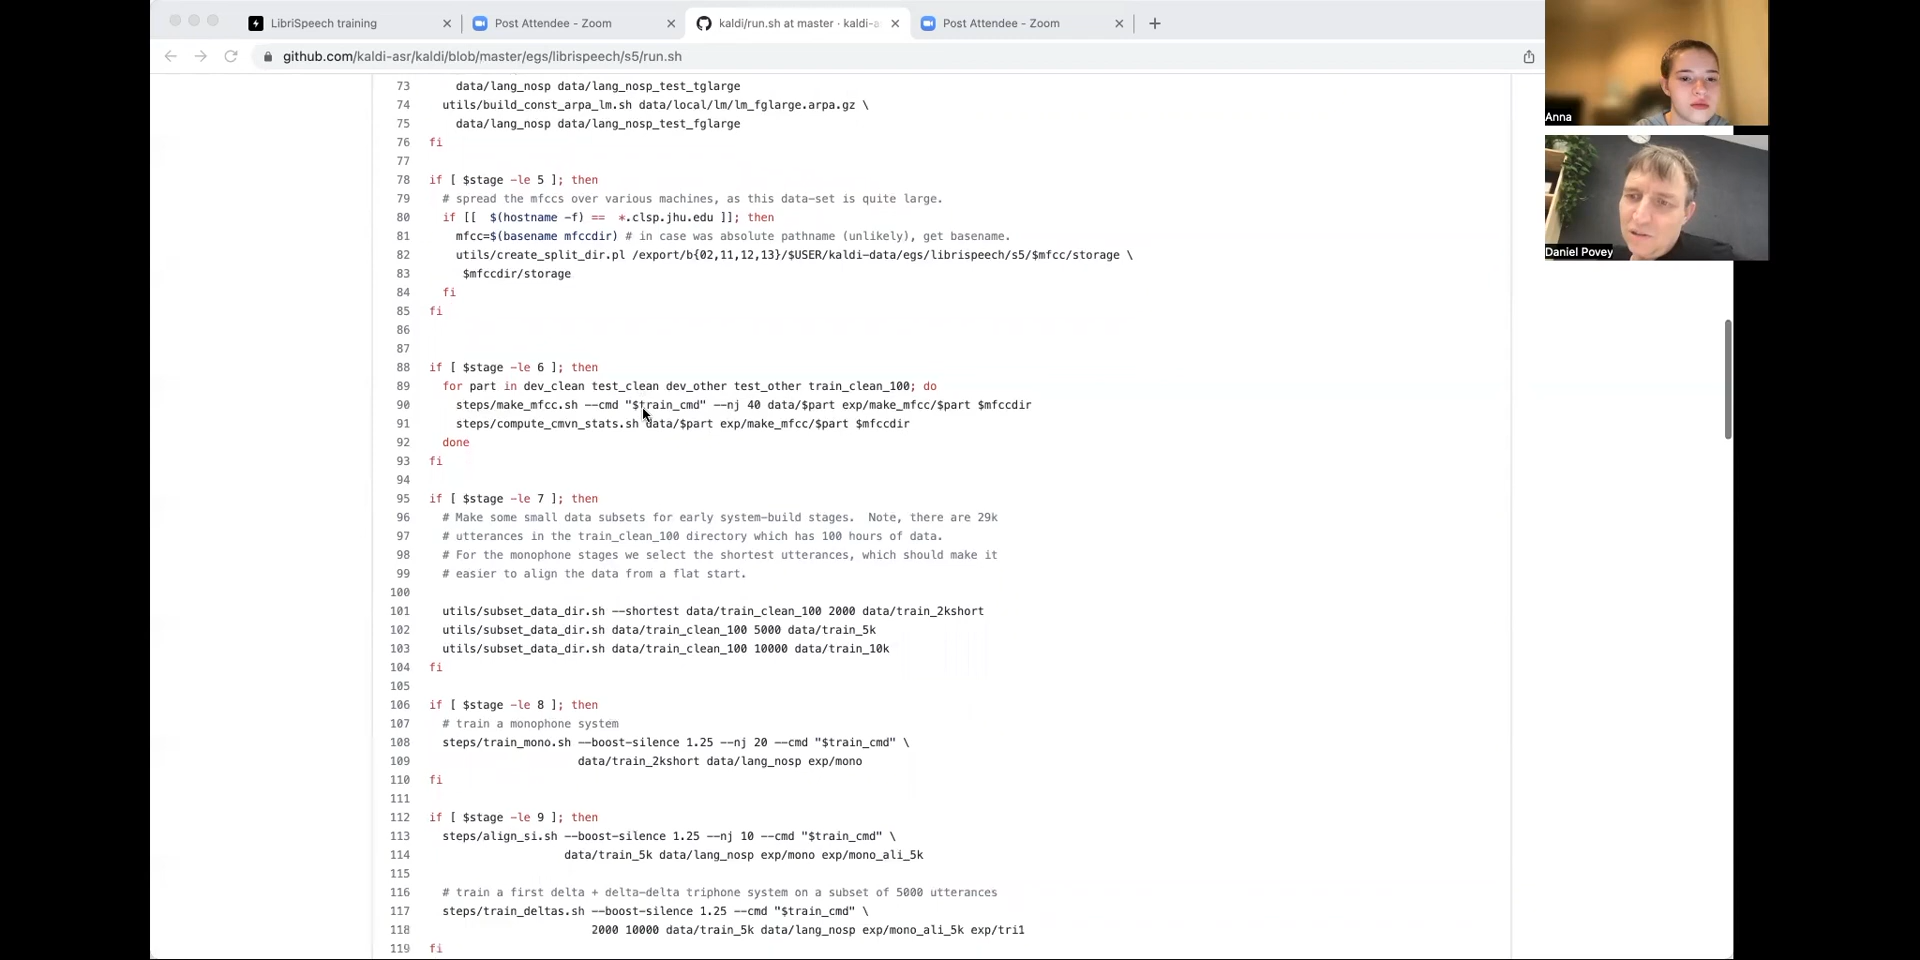 LibriSpeech training
Post Attendee - Zoom
kaldi/run.sh at master · kaldi-a
Post Attendee - Zoom
github.com/kaldi-asr/kaldi/blob/master/egs/librispeech/s5/run.sh
Anna
Daniel Povey
73 data/lang_nosp data/lang_nosp_test_tglarge
74 utils/build_const_arpa_lm.sh data/local/lm/lm_fglarge.arpa.gz \
75 data/lang_nosp data/lang_nosp_test_fglarge
76 fi
77
78 if [ $stage -le 5 ]; then
79 # spread the mfccs over various machines, as this data-set is quite large.
80 if [[  $(hostname -f) ==  *.clsp.jhu.edu ]]; then
81 mfcc=$(basename mfccdir) # in case was absolute pathname (unlikely), get basename.
82 utils/create_split_dir.pl /export/b{02,11,12,13}/$USER/kaldi-data/egs/librispeech/s5/$mfcc/storage \
83 $mfccdir/storage
84 fi
85 fi
86
87
88 if [ $stage -le 6 ]; then
89 for part in dev_clean test_clean dev_other test_other train_clean_100; do
90 steps/make_mfcc.sh --cmd "$train_cmd" --nj 40 data/$part exp/make_mfcc/$part $mfccdir
91 steps/compute_cmvn_stats.sh data/$part exp/make_mfcc/$part $mfccdir
92 done
93 fi
94
95 if [ $stage -le 7 ]; then
96 # Make some small data subsets for early system-build stages.  Note, there are 29k
97 # utterances in the train_clean_100 directory which has 100 hours of data.
98 # For the monophone stages we select the shortest utterances, which should make it
99 # easier to align the data from a flat start.
100
101 utils/subset_data_dir.sh --shortest data/train_clean_100 2000 data/train_2kshort
102 utils/subset_data_dir.sh data/train_clean_100 5000 data/train_5k
103 utils/subset_data_dir.sh data/train_clean_100 10000 data/train_10k
104 fi
105
106 if [ $stage -le 8 ]; then
107 # train a monophone system
108 steps/train_mono.sh --boost-silence 1.25 --nj 20 --cmd "$train_cmd" \
109 data/train_2kshort data/lang_nosp exp/mono
110 fi
111
112 if [ $stage -le 9 ]; then
113 steps/align_si.sh --boost-silence 1.25 --nj 10 --cmd "$train_cmd" \
114 data/train_5k data/lang_nosp exp/mono exp/mono_ali_5k
115
116 # train a first delta + delta-delta triphone system on a subset of 5000 utterances
117 steps/train_deltas.sh --boost-silence 1.25 --cmd "$train_cmd" \
118 2000 10000 data/train_5k data/lang_nosp exp/mono_ali_5k exp/tri1
119 fi